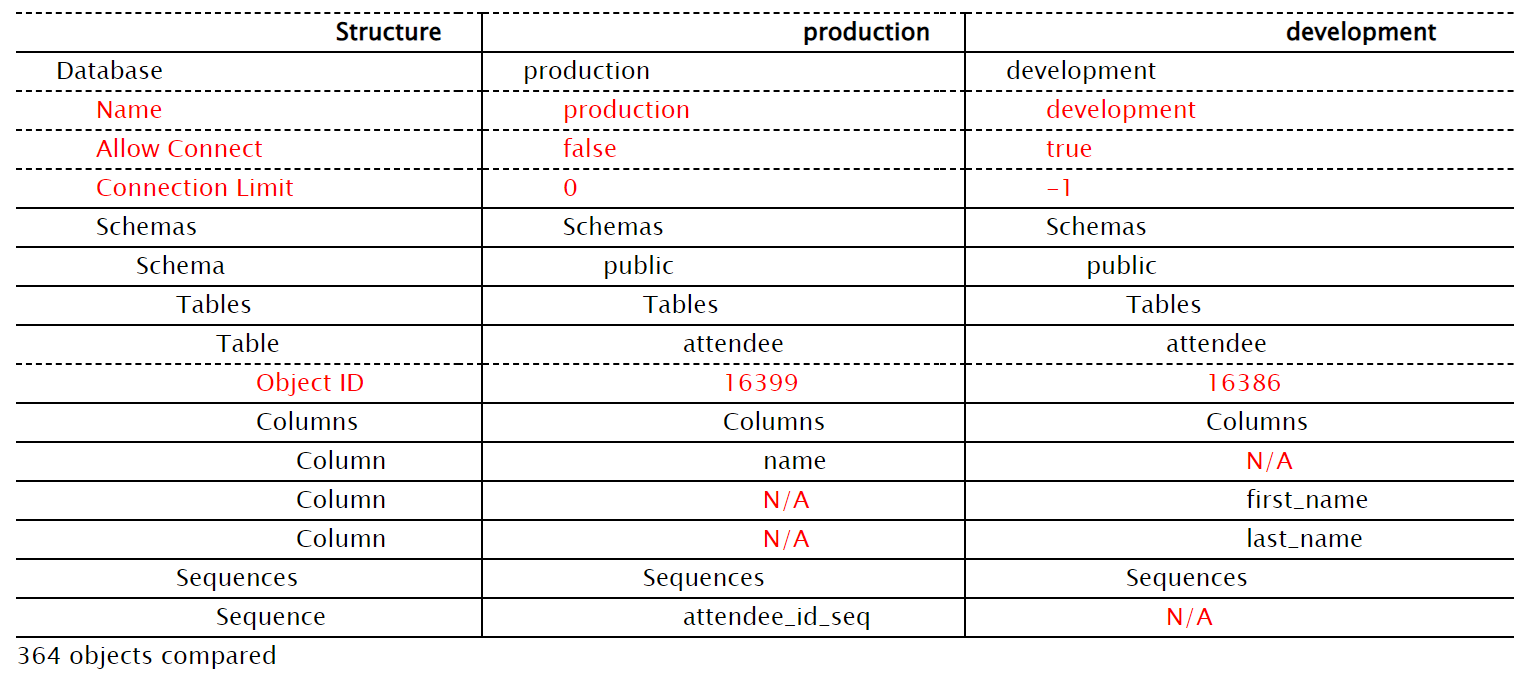 Structure production development
Database production development
Name production development
Allow Connect false true
Connection Limit 0 -1
Schemas Schemas Schemas
Schema public public
Tables Tables Tables
Table attendee attendee
Object ID 16399 16386
Columns Columns Columns
Column name N/A
Column N/A first_name
Column N/A last_name
Sequences Sequences Sequences
Sequence attendee_id_seq N/A
364 objects compared